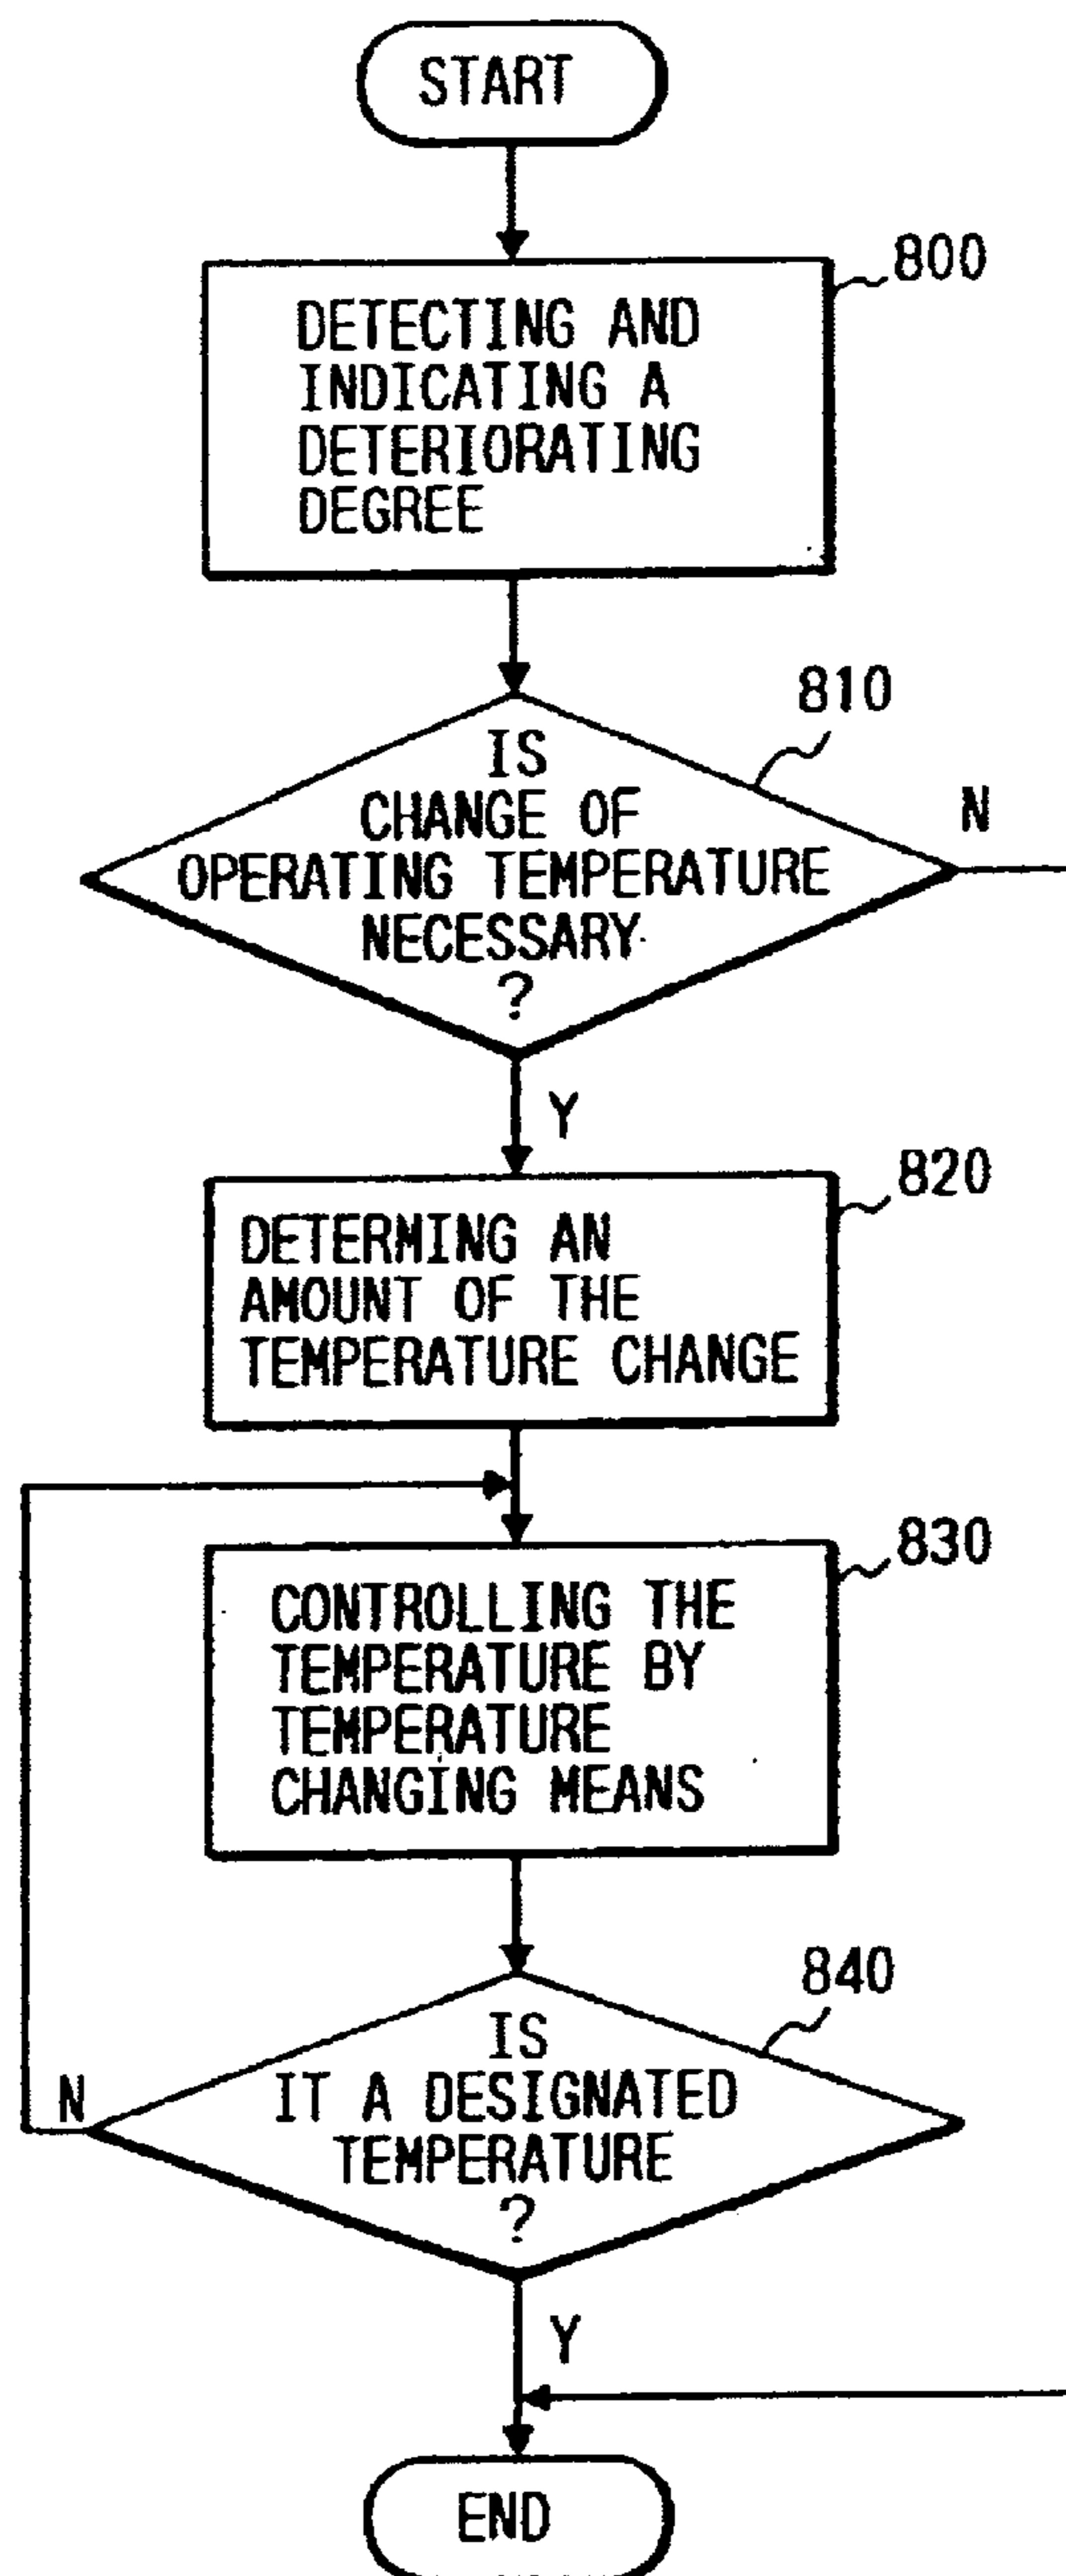 START
800
DETECTING AND
INDICATING A
DETERIORATING
DEGREE
810
IS
CHANGE OF
OPERATING TEMPERATURE
NECESSARY
?
N
Y
820
DETERMING AN
AMOUNT OF THE
TEMPERATURE CHANGE
830
CONTROLLING THE
TEMPERATURE BY
TEMPERATURE
CHANGING MEANS
840
IS
IT A DESIGNATED
TEMPERATURE
?
N
Y
END